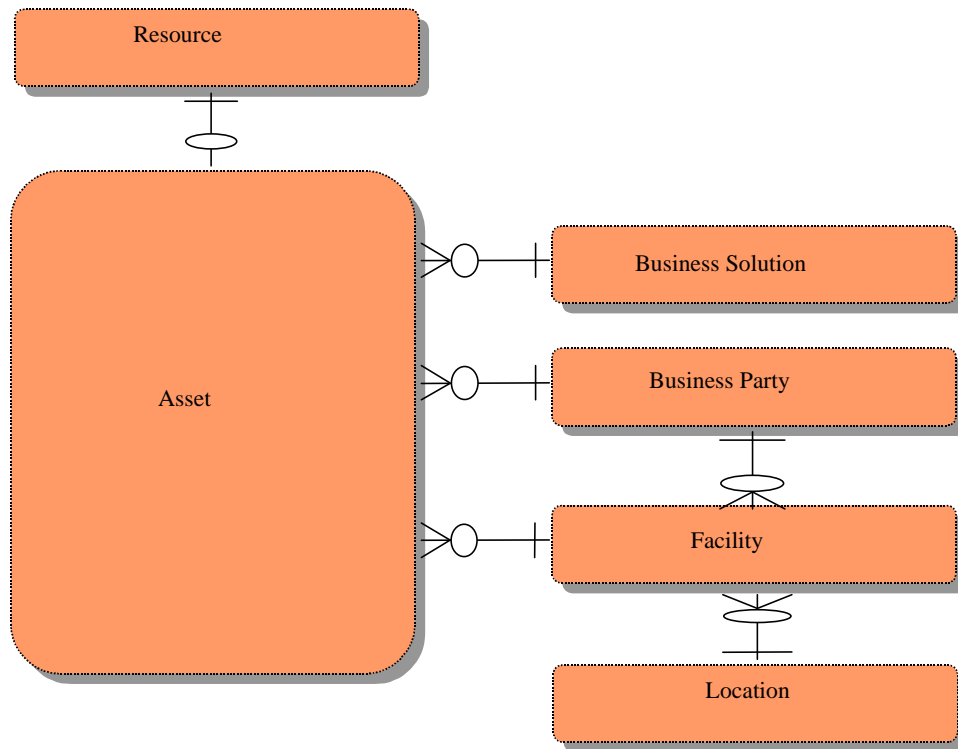 Resource
Business Solution
Business Party
Asset
Facility
Location